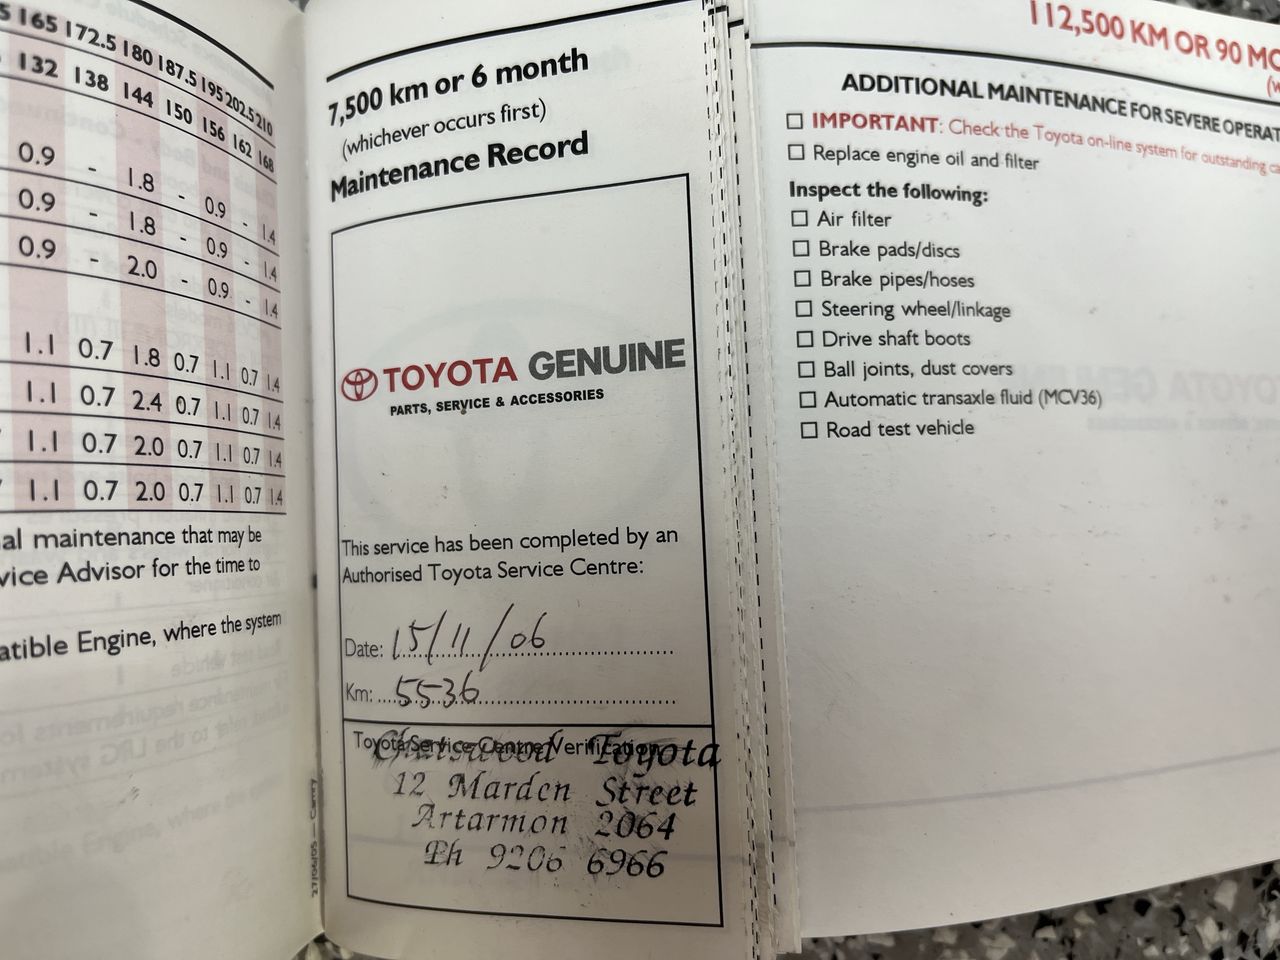 165 172.5 180 187.5 195 202.5 210
132 138 144 150 156 162 168
0.9 - 1.8 - 0.9 - 1.4
0.9 - 1.8 - 0.9 - 1.4
0.9 - 2.0 - 0.9 - 1.4
1.1 0.7 1.8 0.7 1.1 0.7 1.4
1.1 0.7 2.4 0.7 1.1 0.7 1.4
1.1 0.7 2.0 0.7 1.1 0.7 1.4
1.1 0.7 2.0 0.7 1.1 0.7 1.4
al maintenance that may be
vice Advisor for the time to
atible Engine, where the system
7,500 km or 6 month
(whichever occurs first)
Maintenance Record
TOYOTA GENUINE
PARTS, SERVICE & ACCESSORIES
This service has been completed by an
Authorised Toyota Service Centre:
Date: 15/11/06
Km: 5536
Toyota Service Centre Verification
Chatswood Toyota
12 Marden Street
Artarmon 2064
Ph 9206 6966
27/06/05 – Camry
112,500 KM OR 90 MO
(w
ADDITIONAL MAINTENANCE FOR SEVERE OPERAT
IMPORTANT: Check the Toyota on-line system for outstanding ca
Replace engine oil and filter
Inspect the following:
Air filter
Brake pads/discs
Brake pipes/hoses
Steering wheel/linkage
Drive shaft boots
Ball joints, dust covers
Automatic transaxle fluid (MCV36)
Road test vehicle